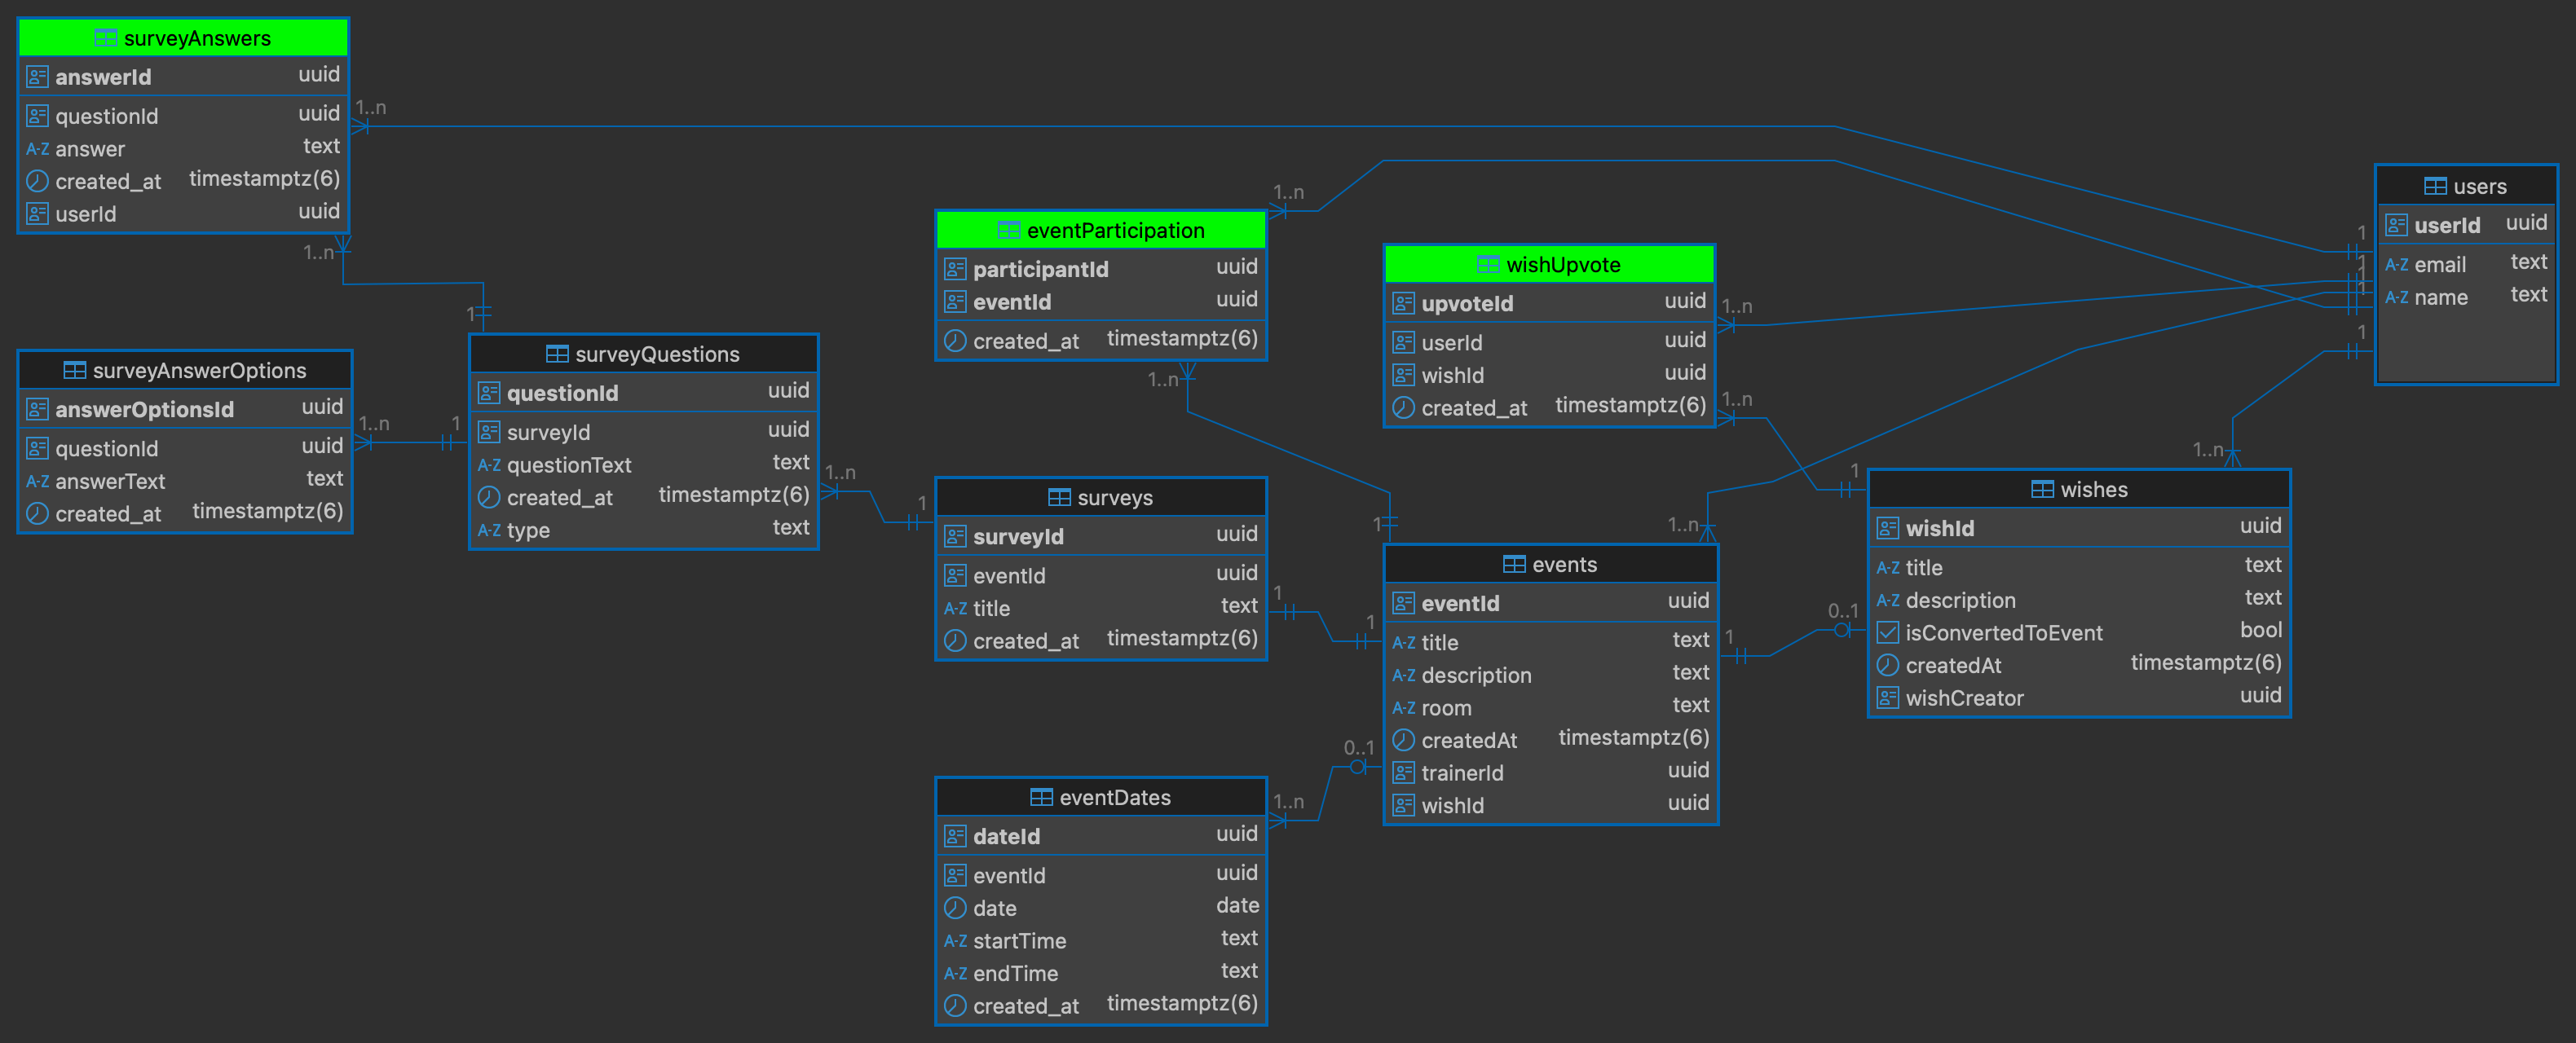 surveyAnswers
answerId uuid
questionId uuid
A-Z answer text
created_at timestamptz(6)
userId uuid
1..n
1..n
surveyAnswerOptions
answerOptionsId uuid
questionId uuid
A-Z answerText text
created_at timestamptz(6)
1..n
1
1
surveyQuestions
questionId uuid
surveyId uuid
A-Z questionText text
created_at timestamptz(6)
A-Z type text
1..n
1
eventParticipation
participantId uuid
eventId uuid
created_at timestamptz(6)
1..n
1..n
surveys
surveyId uuid
eventId uuid
A-Z title text
created_at timestamptz(6)
1
1
eventDates
dateId uuid
eventId uuid
date date
A-Z startTime text
A-Z endTime text
created_at timestamptz(6)
1..n
0..1
wishUpvote
upvoteId uuid
userId uuid
wishId uuid
created_at timestamptz(6)
1..n
1..n
1
1..n
events
eventId uuid
A-Z title text
A-Z description text
A-Z room text
createdAt timestamptz(6)
trainerId uuid
wishId uuid
1
0..1
1
1..n
wishes
wishId uuid
A-Z title text
A-Z description text
isConvertedToEvent bool
createdAt timestamptz(6)
wishCreator uuid
users
userId uuid
A-Z email text
A-Z name text
1
1
1
1